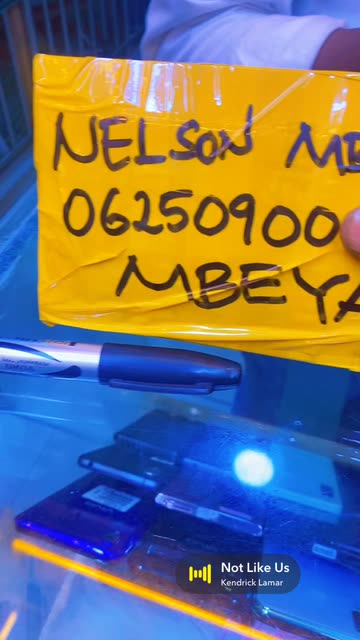 NELSON
06250900
MBEYA
Not Like Us
Kendrick Lamar